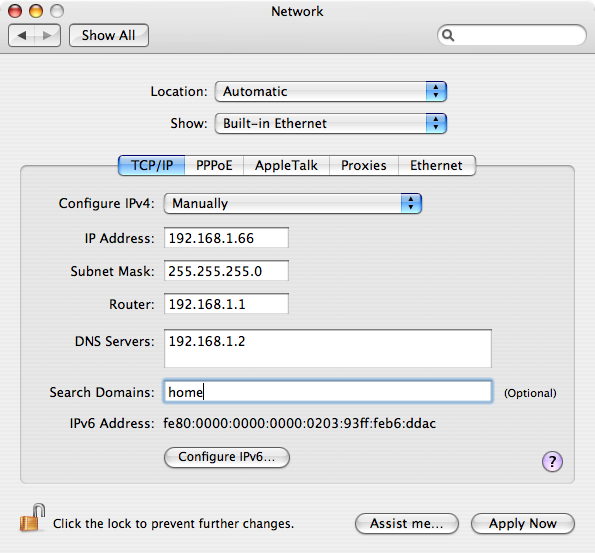 Network
Show All
Location: Automatic
Show: Built-in Ethernet
TCP/IP PPPoE AppleTalk Proxies Ethernet
Configure IPv4: Manually
IP Address: 192.168.1.66
Subnet Mask: 255.255.255.0
Router: 192.168.1.1
DNS Servers: 192.168.1.2
Search Domains: home (Optional)
IPv6 Address: fe80:0000:0000:0000:0203:93ff:feb6:ddac
Configure IPv6...
?
Click the lock to prevent further changes. Assist me... Apply Now